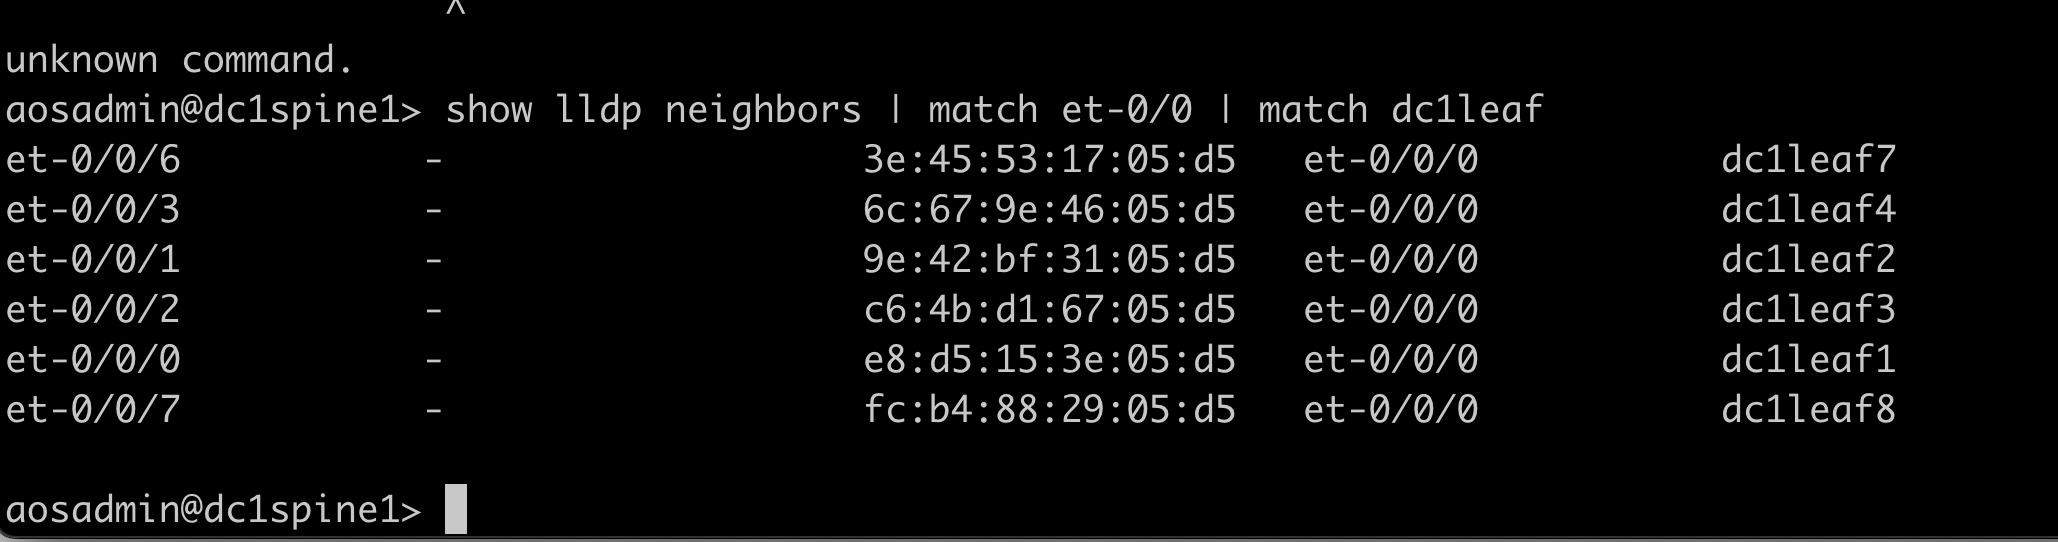 ^
unknown command.
aosadmin@dc1spine1> show lldp neighbors | match et-0/0 | match dc1leaf
et-0/0/6 - 3e:45:53:17:05:d5 et-0/0/0 dc1leaf7
et-0/0/3 - 6c:67:9e:46:05:d5 et-0/0/0 dc1leaf4
et-0/0/1 - 9e:42:bf:31:05:d5 et-0/0/0 dc1leaf2
et-0/0/2 - c6:4b:d1:67:05:d5 et-0/0/0 dc1leaf3
et-0/0/0 - e8:d5:15:3e:05:d5 et-0/0/0 dc1leaf1
et-0/0/7 - fc:b4:88:29:05:d5 et-0/0/0 dc1leaf8
aosadmin@dc1spine1>